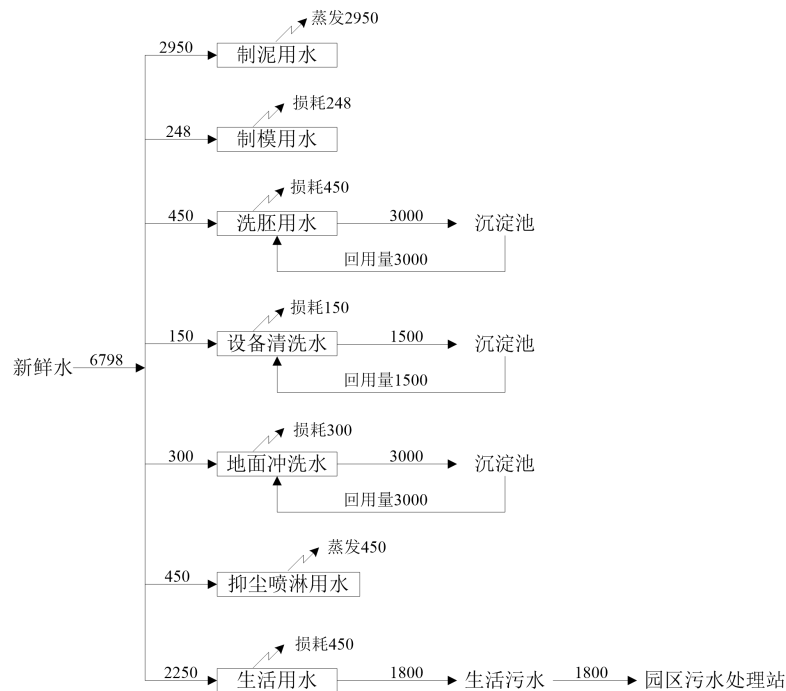 蒸发2950
2950
制泥用水
损耗248
248
制模用水
损耗450
450
洗胚用水
3000
沉淀池
回用量3000
损耗150
150
设备清洗水
1500
沉淀池
回用量1500
新鲜水
6798
损耗300
300
地面冲洗水
3000
沉淀池
回用量3000
蒸发450
450
抑尘喷淋用水
损耗450
2250
生活用水
1800
生活污水
1800
园区污水处理站